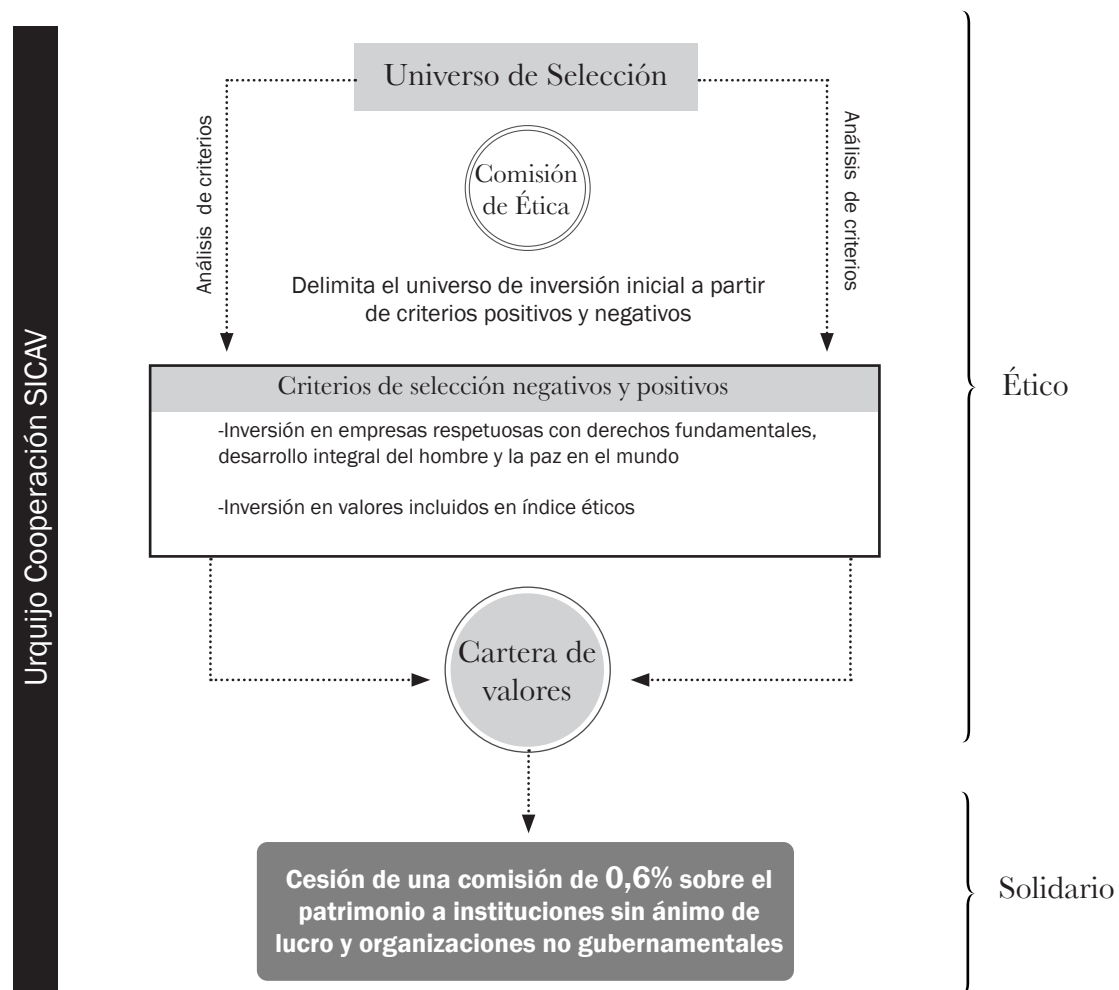 Urquijo Cooperación SICAV
Universo de Selección
Análisis de criterios
Análisis de criterios
Comisión
de Ética
Delimita el universo de inversión inicial a partir
de criterios positivos y negativos
Criterios de selección negativos y positivos
-Inversión en empresas respetuosas con derechos fundamentales,
desarrollo integral del hombre y la paz en el mundo
-Inversión en valores incluidos en índice éticos
Ético
Cartera de
valores
Cesión de una comisión de 0,6% sobre el
patrimonio a instituciones sin ánimo de
lucro y organizaciones no gubernamentales
Solidario